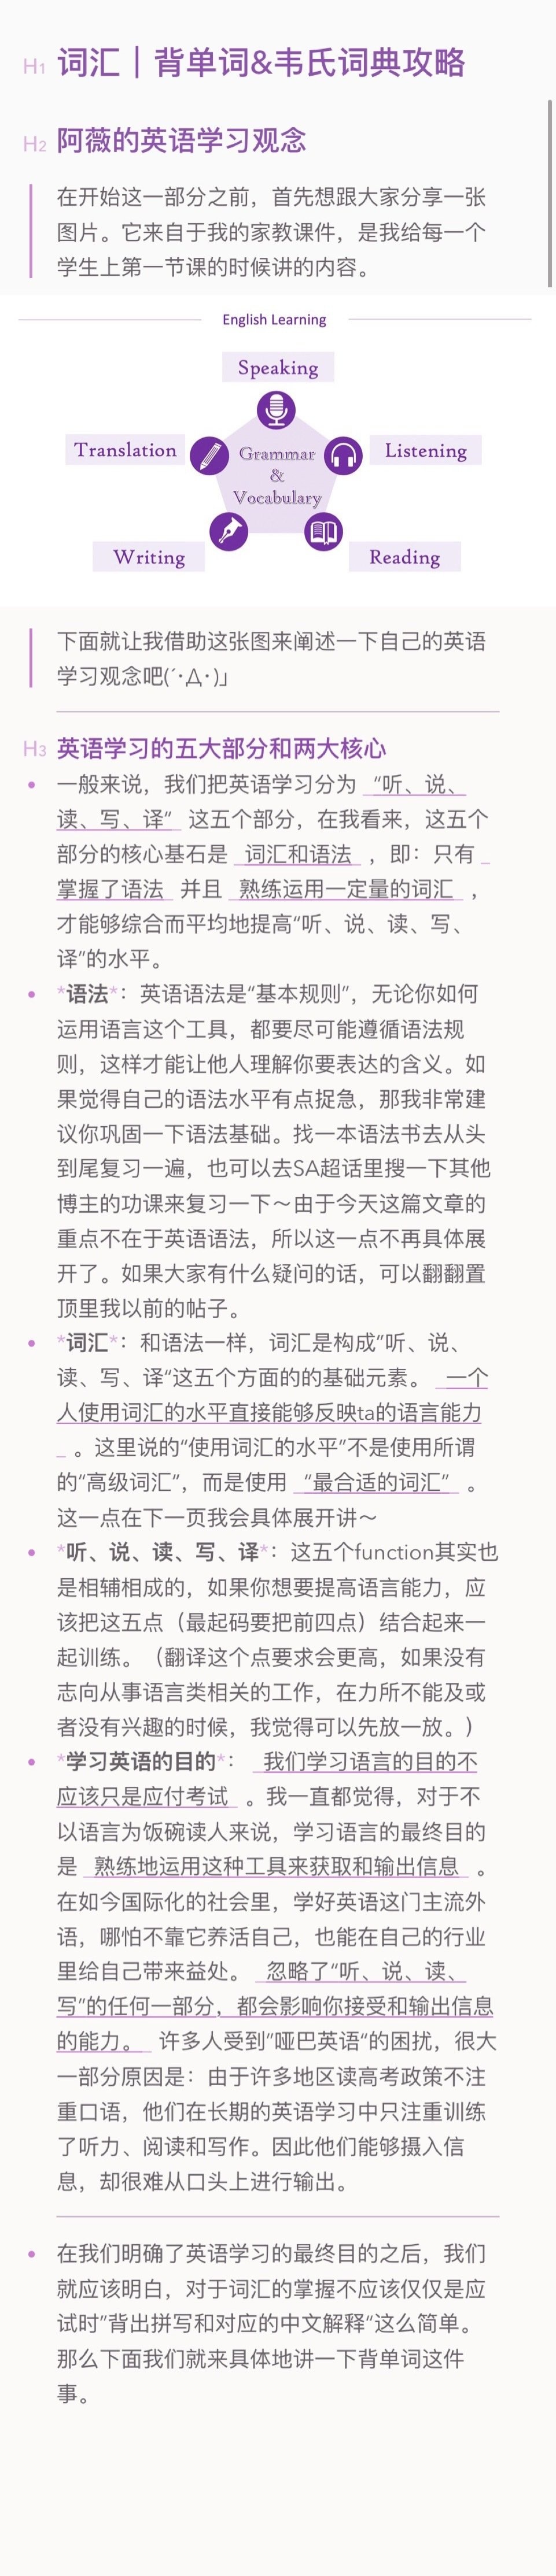 H1 词汇｜背单词&韦氏词典攻略
H2 阿薇的英语学习观念
在开始这一部分之前，首先想跟大家分享一张
图片。它来自于我的家教课件，是我给每一个
学生上第一节课的时候讲的内容。
English Learning
Speaking
Translation
Grammar
&
Vocabulary
Listening
Writing
Reading
下面就让我借助这张图来阐述一下自己的英语
学习观念吧(´·Д·)」
H3 英语学习的五大部分和两大核心
• 一般来说，我们把英语学习分为 “听、说、
读、写、译” 这五个部分，在我看来，这五个
部分的核心基石是 词汇和语法 ，即：只有 _
掌握了语法 并且 熟练运用一定量的词汇 ，
才能够综合而平均地提高“听、说、读、写、
译”的水平。
• *语法*：英语语法是“基本规则”，无论你如何
运用语言这个工具，都要尽可能遵循语法规
则，这样才能让他人理解你要表达的含义。如
果觉得自己的语法水平有点捉急，那我非常建
议你巩固一下语法基础。找一本语法书去从头
到尾复习一遍，也可以去SA超话里搜一下其他
博主的功课来复习一下～由于今天这篇文章的
重点不在于英语语法，所以这一点不再具体展
开了。如果大家有什么疑问的话，可以翻翻置
顶里我以前的帖子。
• *词汇*：和语法一样，词汇是构成”听、说、
读、写、译“这五个方面的的基础元素。 一个
人使用词汇的水平直接能够反映ta的语言能力
_ 。这里说的“使用词汇的水平”不是使用所谓
的“高级词汇”，而是使用 “最合适的词汇” 。
这一点在下一页我会具体展开讲～
• *听、说、读、写、译*：这五个function其实也
是相辅相成的，如果你想要提高语言能力，应
该把这五点（最起码要把前四点）结合起来一
起训练。（翻译这个点要求会更高，如果没有
志向从事语言类相关的工作，在力所不能及或
者没有兴趣的时候，我觉得可以先放一放。）
• *学习英语的目的*： 我们学习语言的目的不
应该只是应付考试 。我一直都觉得，对于不
以语言为饭碗读人来说，学习语言的最终目的
是 熟练地运用这种工具来获取和输出信息 。
在如今国际化的社会里，学好英语这门主流外
语，哪怕不靠它养活自己，也能在自己的行业
里给自己带来益处。 忽略了“听、说、读、
写”的任何一部分，都会影响你接受和输出信息
的能力。 许多人受到”哑巴英语“的困扰，很大
一部分原因是：由于许多地区读高考政策不注
重口语，他们在长期的英语学习中只注重训练
了听力、阅读和写作。因此他们能够摄入信
息，却很难从口头上进行输出。
• 在我们明确了英语学习的最终目的之后，我们
就应该明白，对于词汇的掌握不应该仅仅是应
试时”背出拼写和对应的中文解释“这么简单。
那么下面我们就来具体地讲一下背单词这件
事。